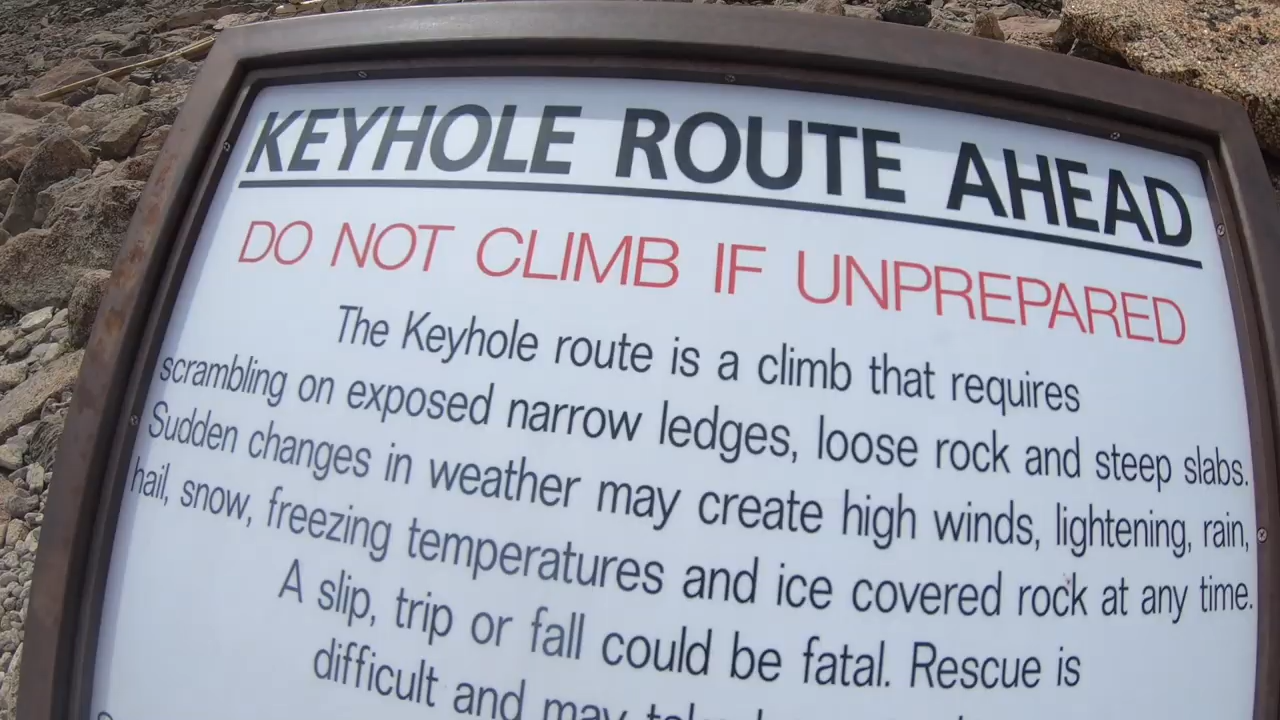 KEYHOLE ROUTE AHEAD
DO NOT CLIMB IF UNPREPARED
The Keyhole route is a climb that requires
scrambling on exposed narrow ledges, loose rock and steep slabs.
Sudden changes in weather may create high winds, lightening, rain,
hail, snow, freezing temperatures and ice covered rock at any time.
A slip, trip or fall could be fatal. Rescue is
difficult and may